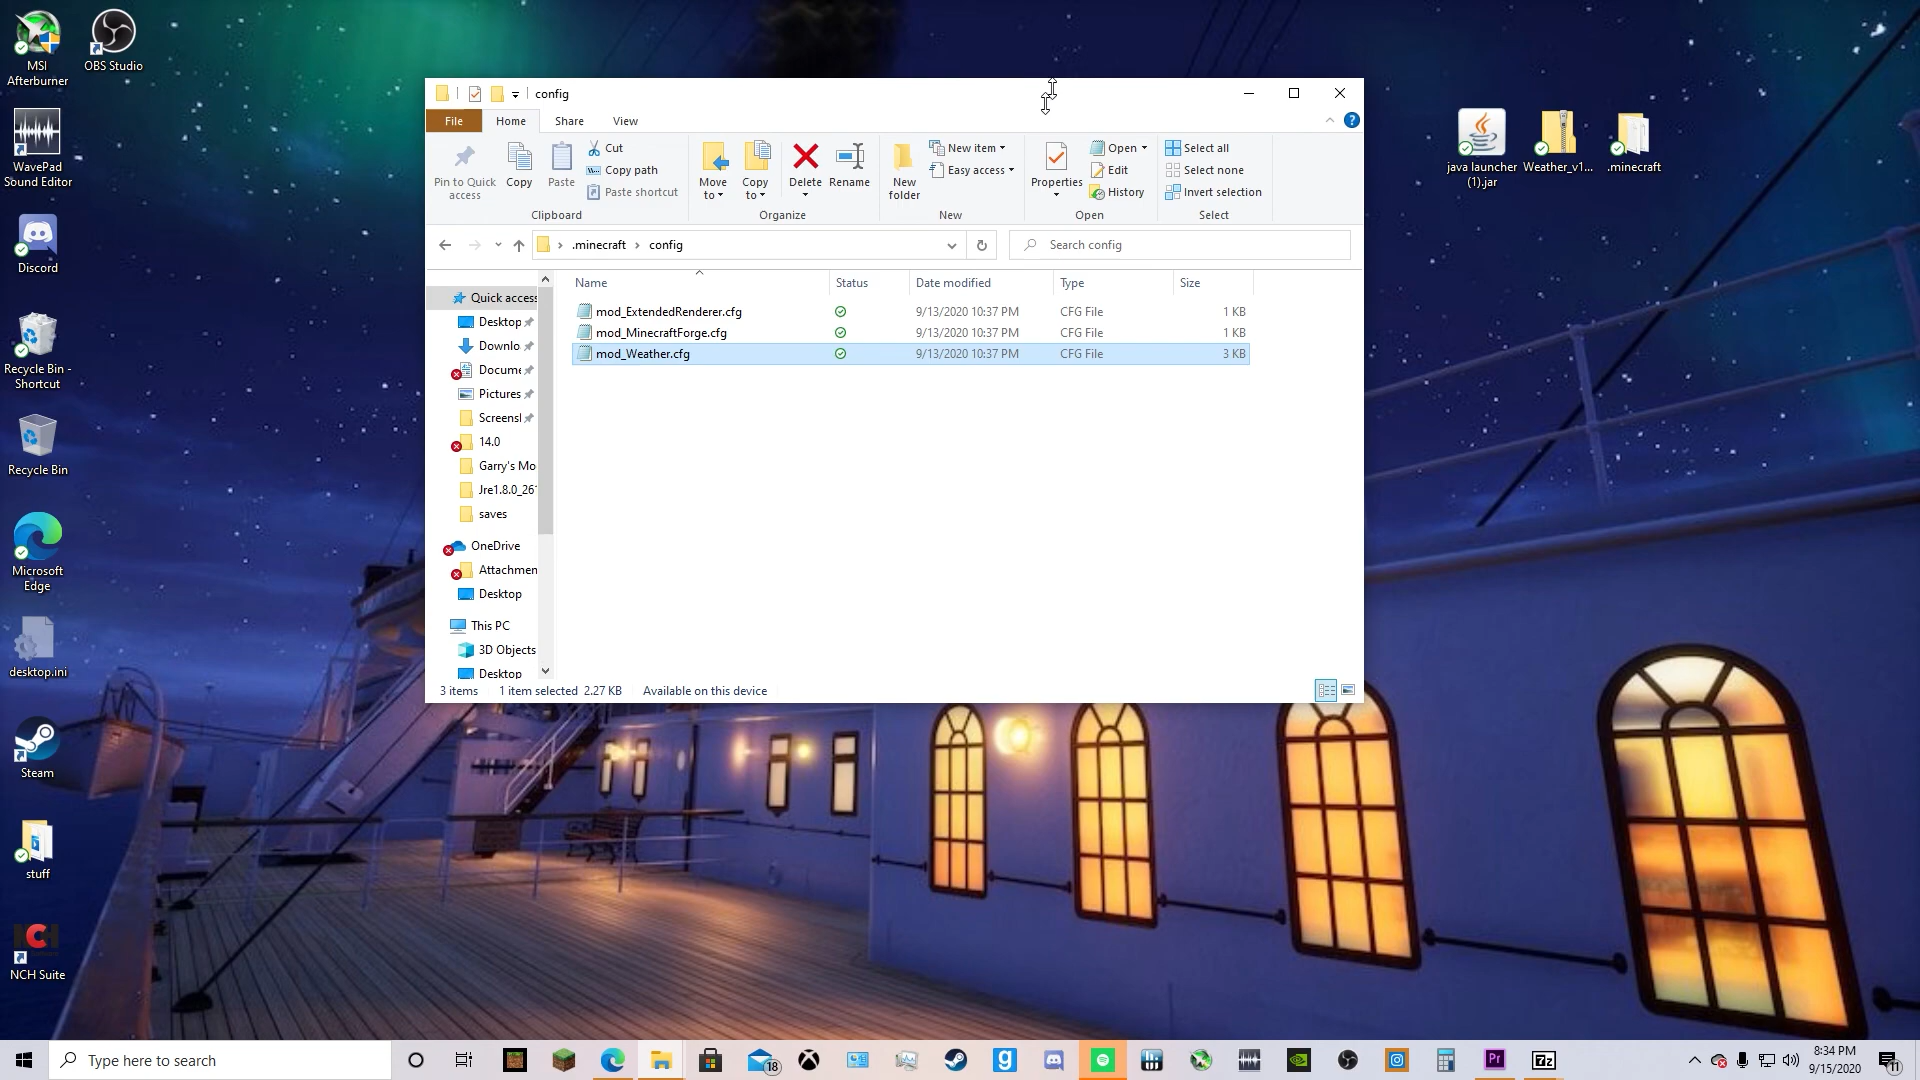 MSI
Afterburner
OBS Studio
WavePad
Sound Editor
Discord
Recycle Bin -
Shortcut
Recycle Bin
Microsoft
Edge
desktop.ini
Steam
stuff
NCH Suite
config
File
Home
Share
View
Pin to Quick
access
Copy
Paste
Cut
Copy path
Paste shortcut
Clipboard
Move
to
Copy
to
Delete
Rename
Organize
New
folder
New item
Easy access
New
Properties
Open
Edit
History
Open
Select all
Select none
Invert selection
Select
.minecraft > config
Search config
Name
Status
Date modified
Type
Size
mod_ExtendedRenderer.cfg 9/13/2020 10:37 PM CFG File 1 KB
mod_MinecraftForge.cfg 9/13/2020 10:37 PM CFG File 1 KB
mod_Weather.cfg 9/13/2020 10:37 PM CFG File 3 KB
Quick access
Desktop
Downlo
Docume
Pictures
Screensl
14.0
Garry's Mo
Jre1.8.0_26
saves
OneDrive
Attachmen
Desktop
This PC
3D Objects
Desktop
3 items 1 item selected 2.27 KB Available on this device
java launcher
(1).jar
Weather_v1...
.minecraft
Type here to search
18
Pr
7z
8:34 PM
9/15/2020
11